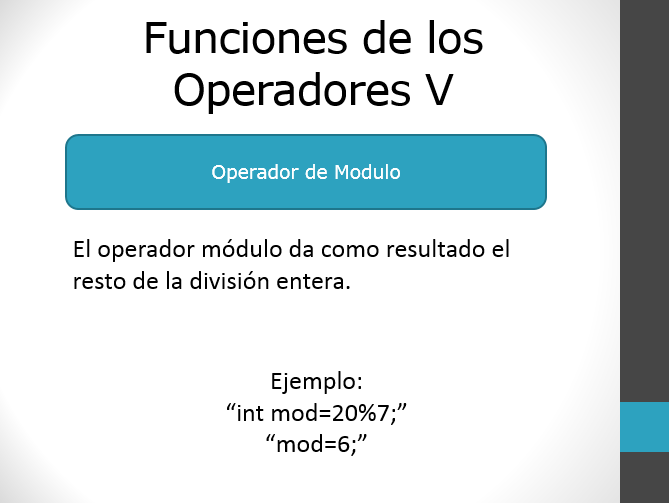 Funciones de los
Operadores V
Operador de Modulo
El operador módulo da como resultado el
resto de la división entera.
Ejemplo:
“int mod=20%7;”
“mod=6;”